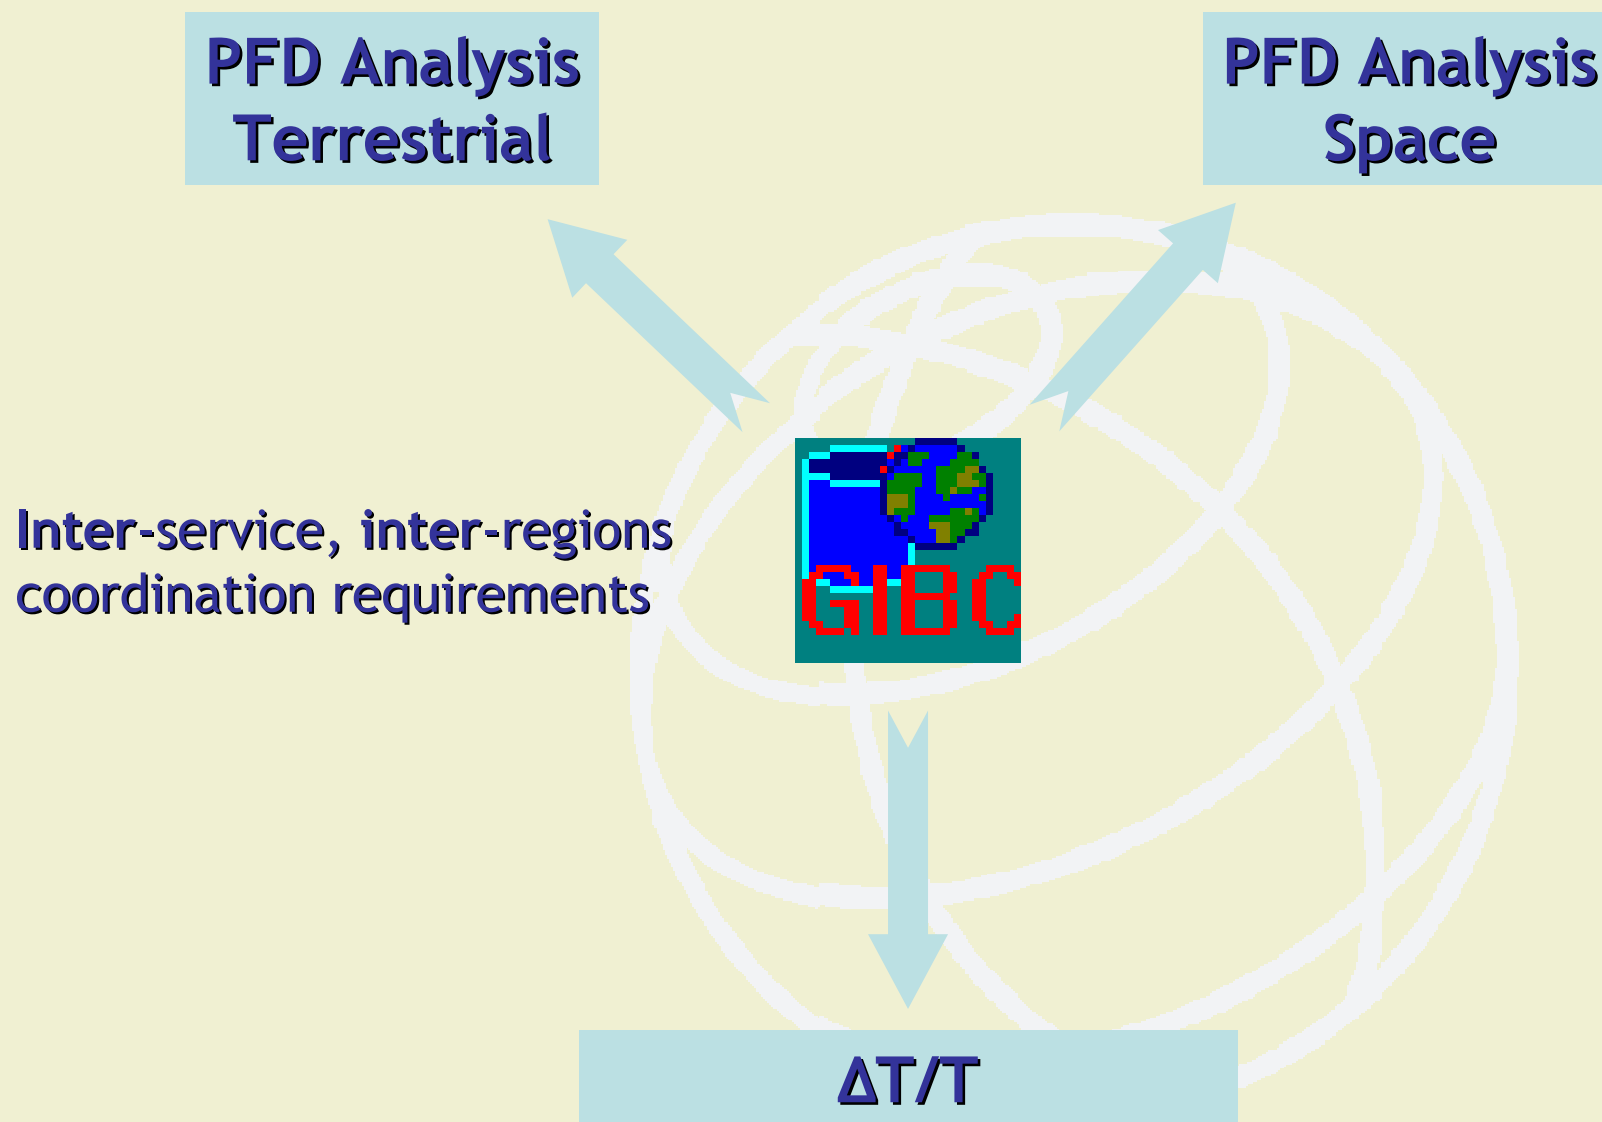 PFD Analysis
Terrestrial
PFD Analysis
Space
Inter-service, inter-regions
coordination requirements
GIBC
ΔT/T